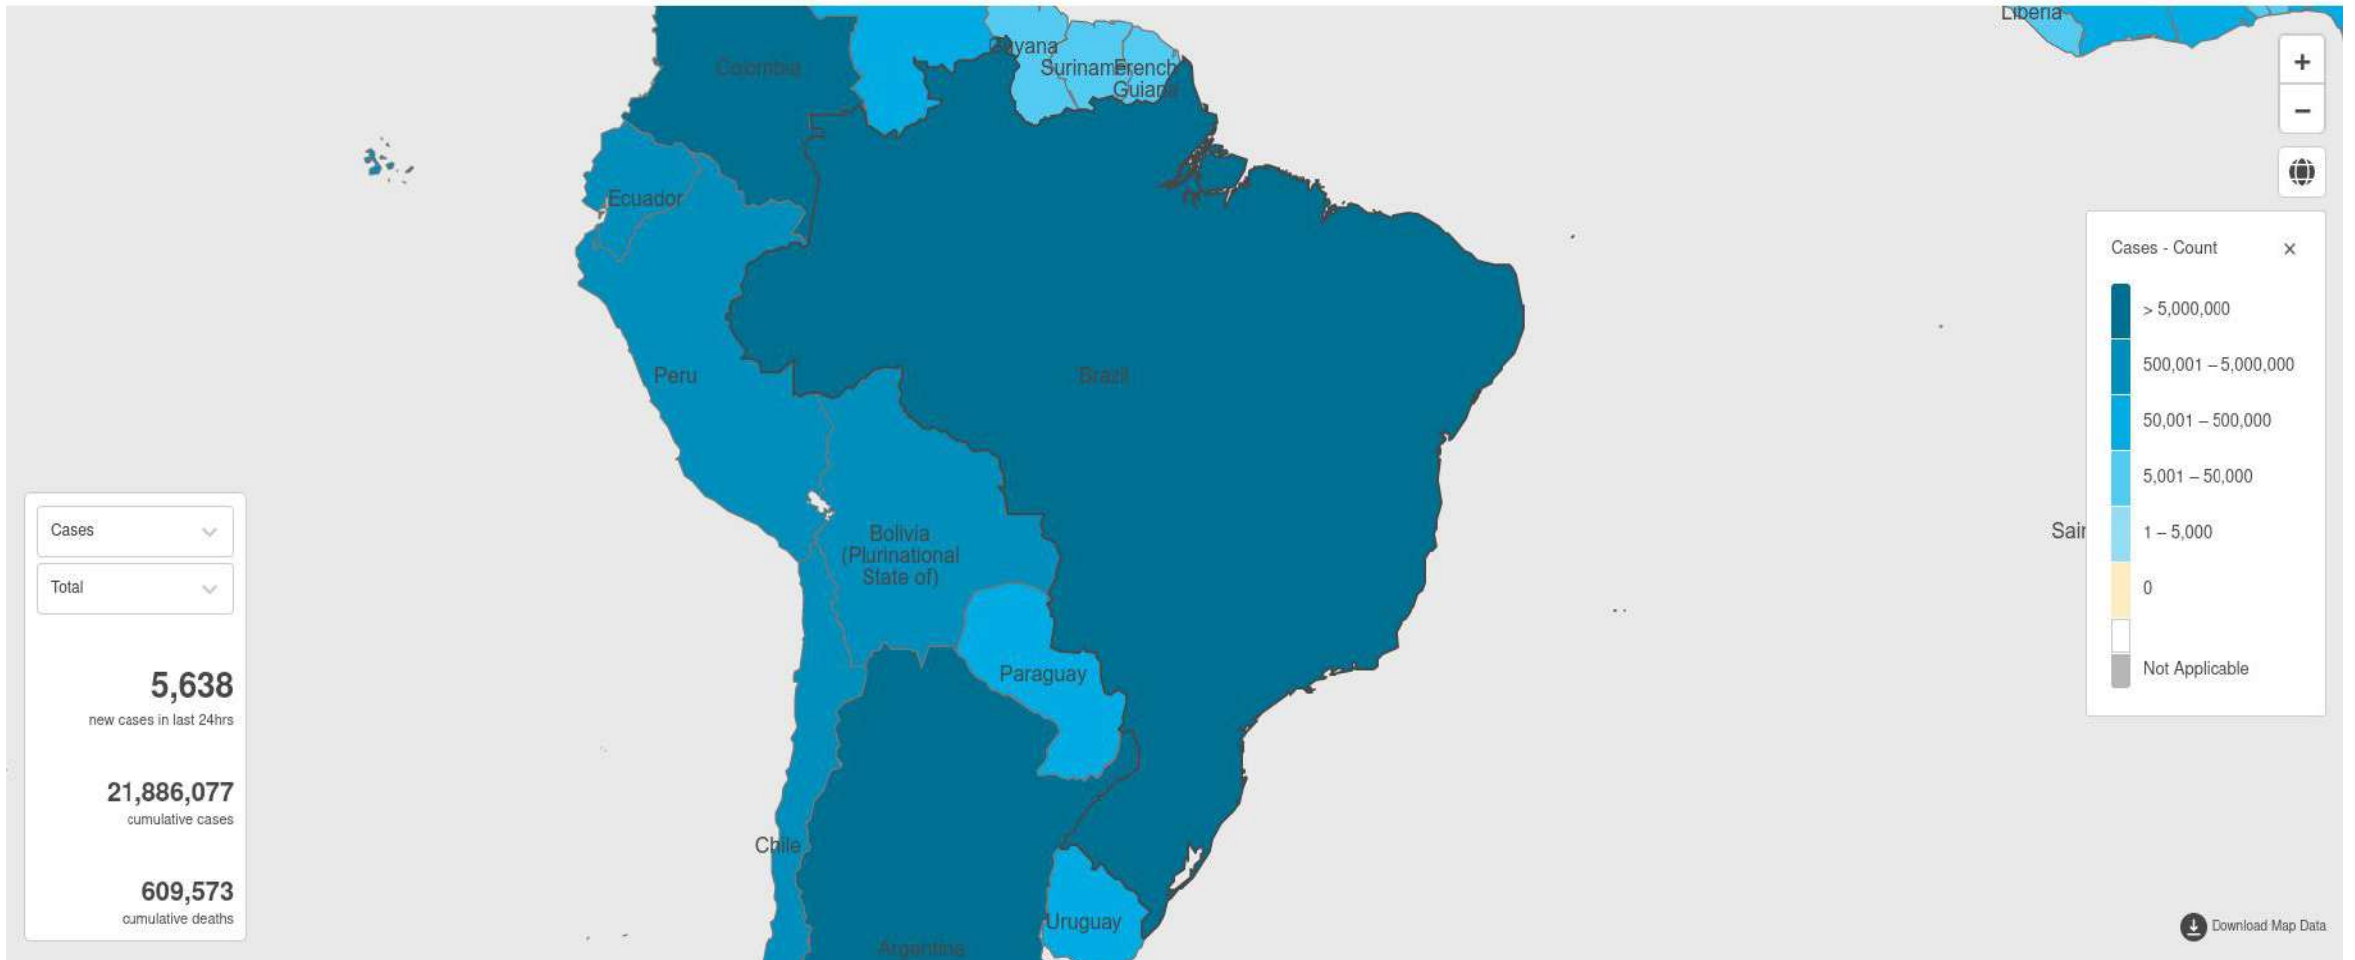 Liberia
Guyana
Colombia
Suriname
French
Guiana
Ecuador
Peru
Brazil
Bolivia
(Plurinational
State of)
Paraguay
Chile
Uruguay
Argentina
Sain
Cases
Total
5,638
new cases in last 24hrs
21,886,077
cumulative cases
609,573
cumulative deaths
+
−
Cases - Count ×
> 5,000,000
500,001 – 5,000,000
50,001 – 500,000
5,001 – 50,000
1 – 5,000
0
Not Applicable
Download Map Data